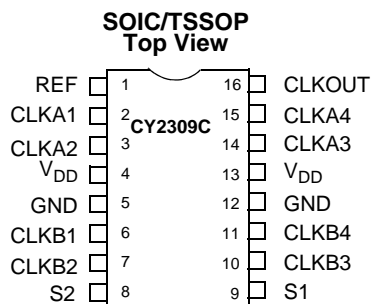 SOIC/TSSOP
Top View
REF 1 16 CLKOUT
CLKA1 2 15 CLKA4
CY2309C
CLKA2 3 14 CLKA3
VDD 4 13 VDD
GND 5 12 GND
CLKB1 6 11 CLKB4
CLKB2 7 10 CLKB3
S2 8 9 S1